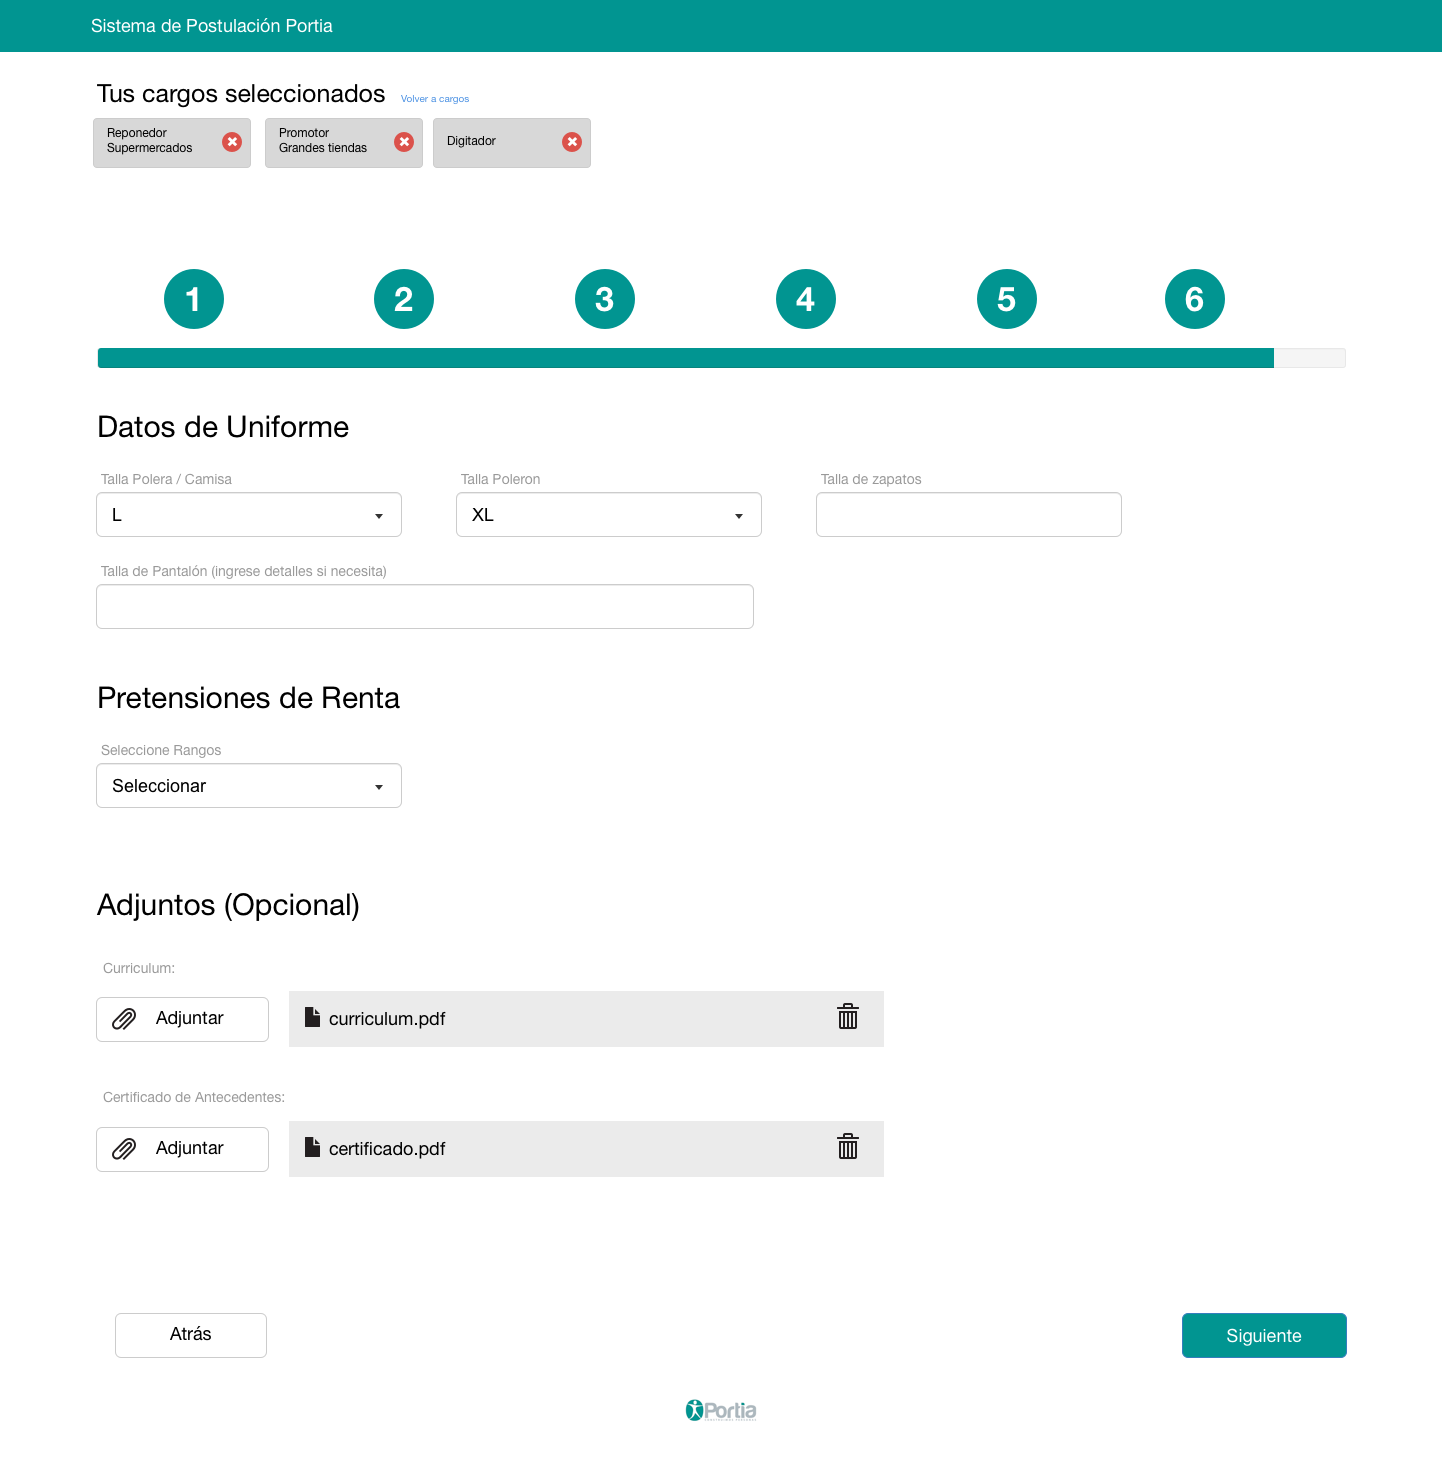 Sistema de Postulación Portia
Tus cargos seleccionados Volver a cargos
Reponedor
Supermercados
Promotor
Grandes tiendas
Digitador
1 2 3 4 5 6
Datos de Uniforme
Talla Polera / Camisa
L
Talla Poleron
XL
Talla de zapatos
Talla de Pantalón (ingrese detalles si necesita)
Pretensiones de Renta
Seleccione Rangos
Seleccionar
Adjuntos (Opcional)
Curriculum:
Adjuntar
curriculum.pdf
Certificado de Antecedentes:
Adjuntar
certificado.pdf
Atrás
Siguiente
Portia